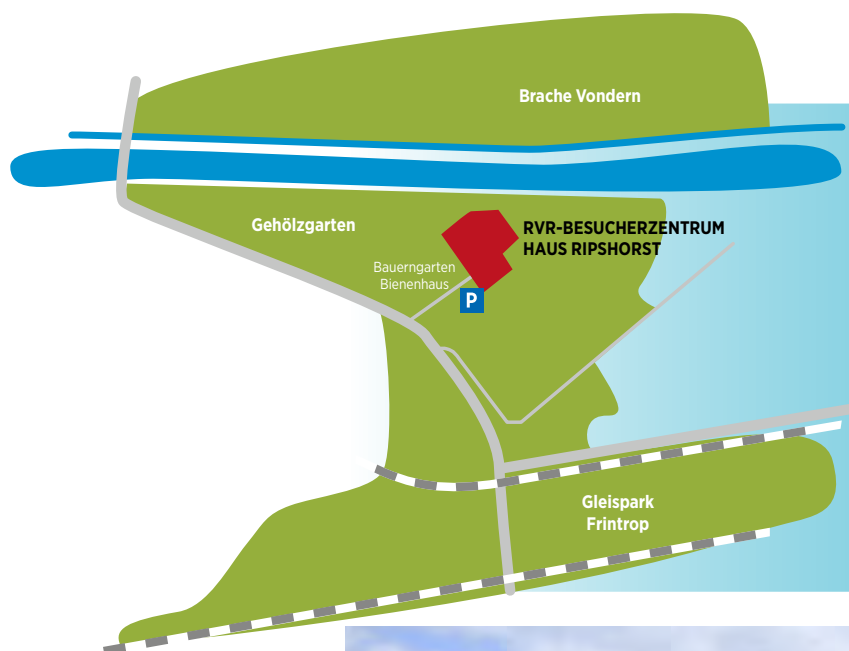 Brache Vondern
Gehölzgarten
RVR-BESUCHERZENTRUM
HAUS RIPSHORST
Bauerngarten
Bienenhaus
P
Gleispark
Frintrop